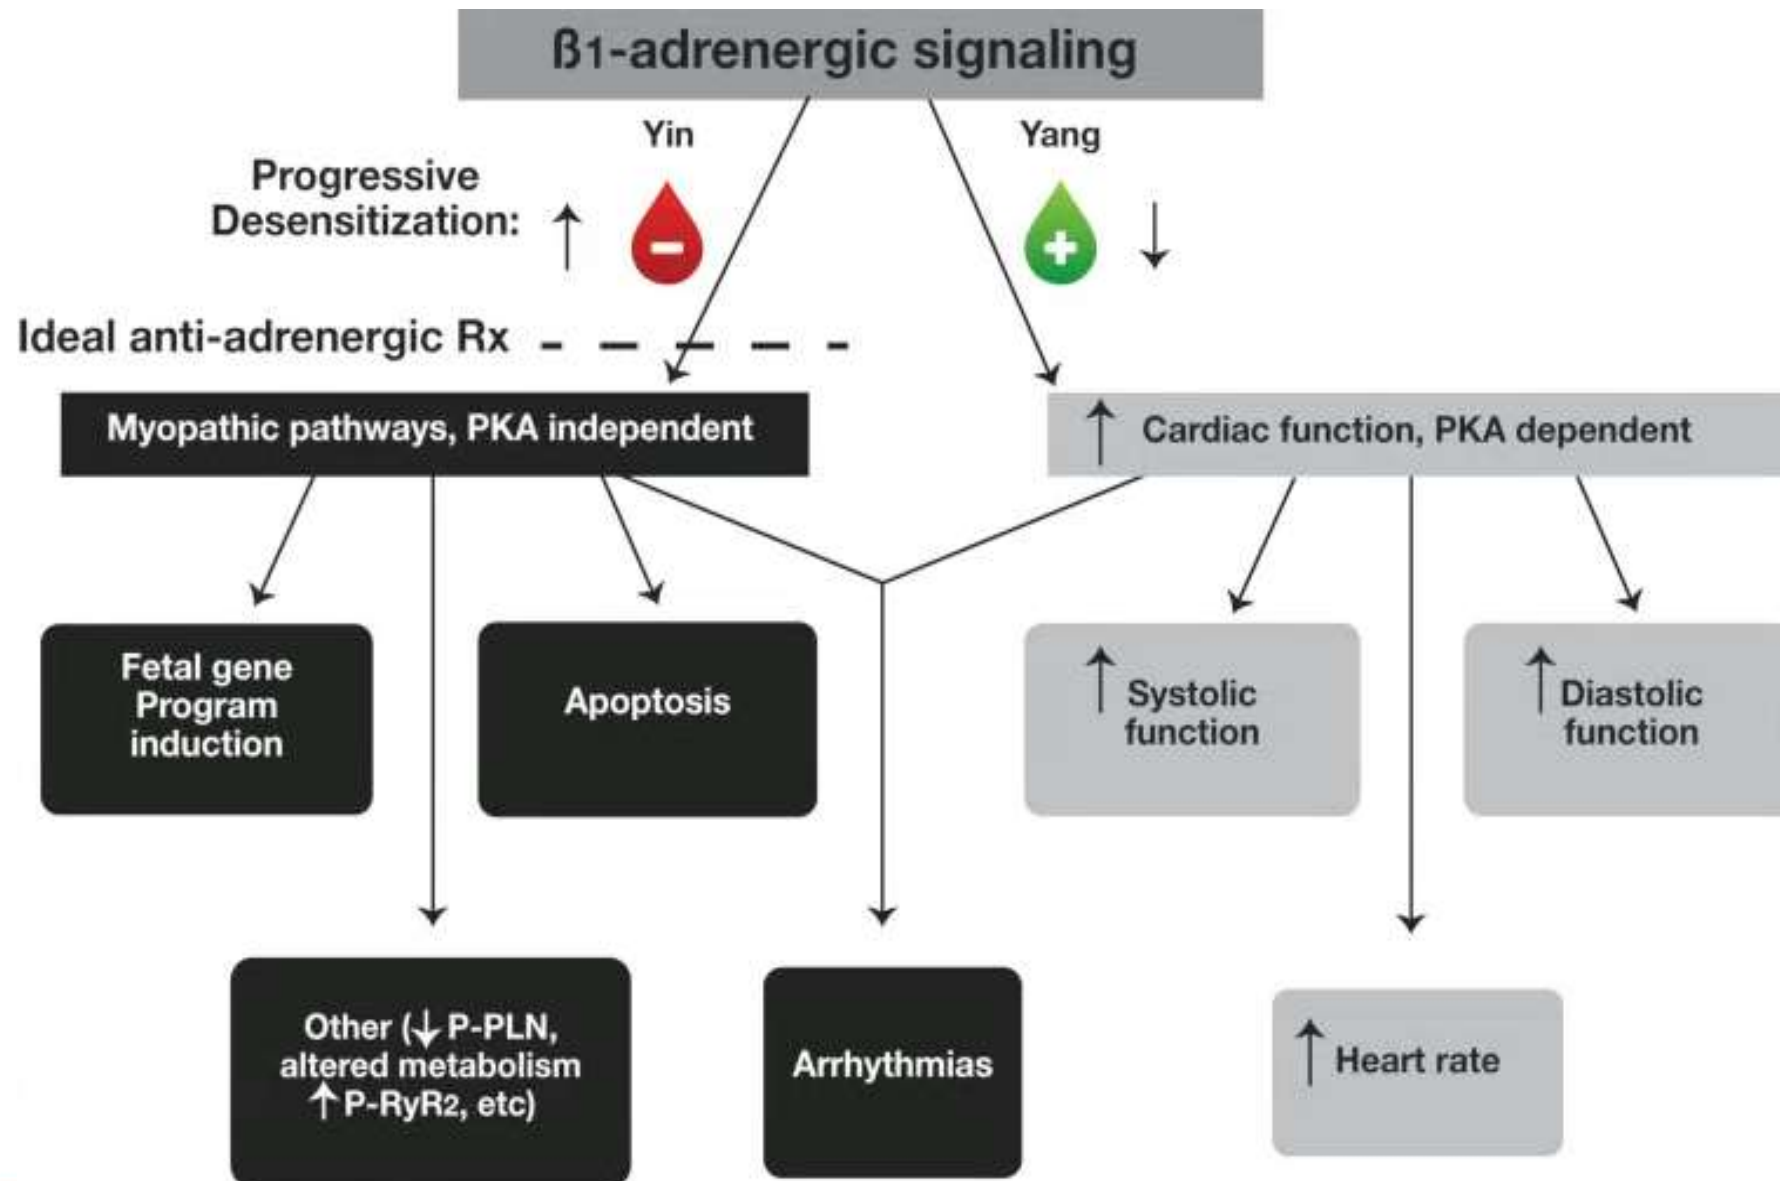 ß1-adrenergic signaling
Yin
Yang
Progressive
Desensitization: ↑
− + ↓
Ideal anti-adrenergic Rx
Myopathic pathways, PKA independent
↑ Cardiac function, PKA dependent
Fetal gene
Program
induction
Apoptosis
↑ Systolic
function
↑ Diastolic
function
Other (↓P-PLN,
altered metabolism
↑P-RyR2, etc)
Arrhythmias
↑ Heart rate